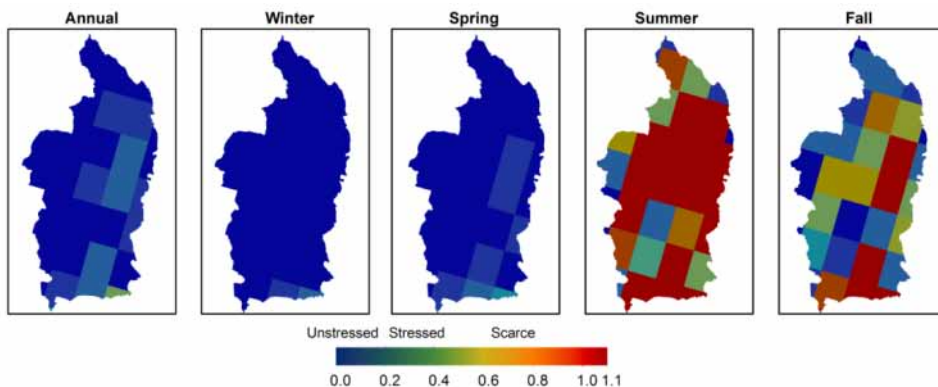 Annual Winter Spring Summer Fall
Unstressed Stressed Scarce
0.0 0.2 0.4 0.6 0.8 1.0 1.1